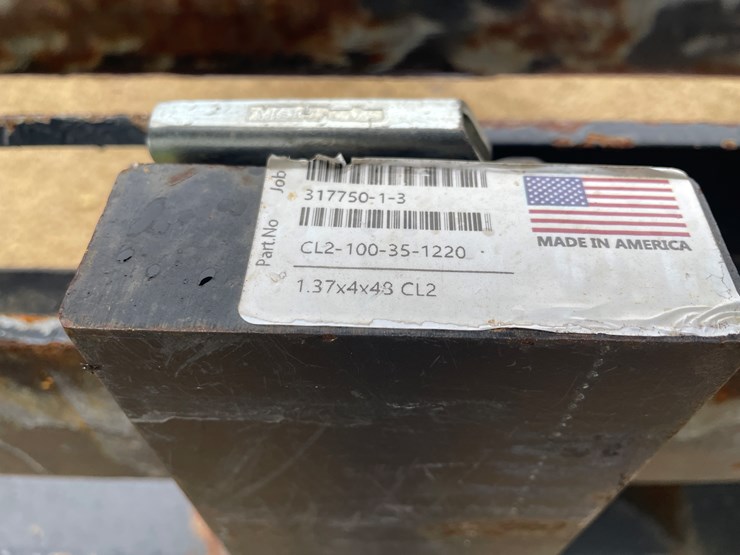 Job
317750-1-3
Part.No
CL2-100-35-1220
1.37x4x48 CL2
MADE IN AMERICA